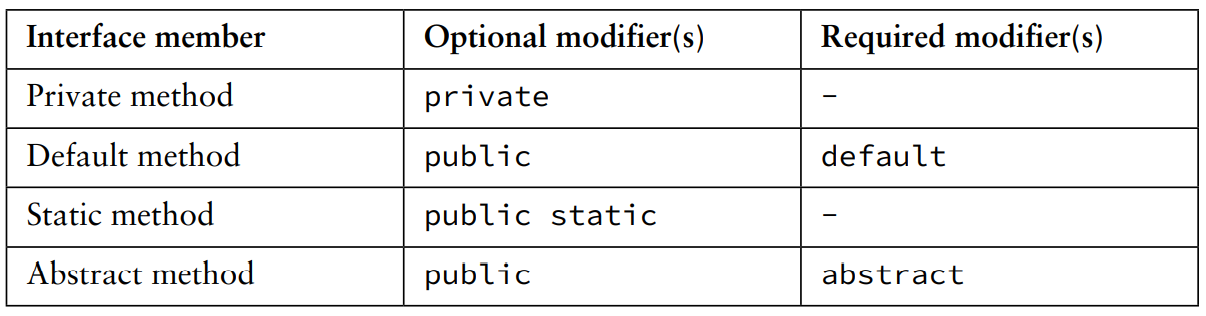 Interface member Optional modifier(s) Required modifier(s)
Private method private –
Default method public default
Static method public static –
Abstract method public abstract